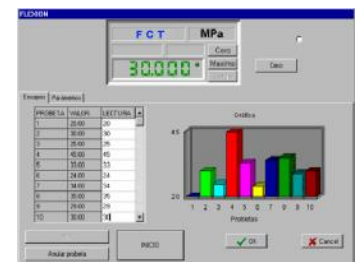 FLEXION
FCT MPa
Cero
30.000 * Maximo
Cero
Ensayo Parametros
PROBETA VALOR LECTURA
1 20.00 20
2 30.00 30
3 25.00 25
4 45.00 45
5 33.00 33
6 24.00 24
7 34.00 34
8 35.00 35
9 29.00 29
10 30.00 30
Gráfica
45
20
1 2 3 4 5 6 7 8 9 10
Probetas
Anular probeta
INICIO
OK
Cancel